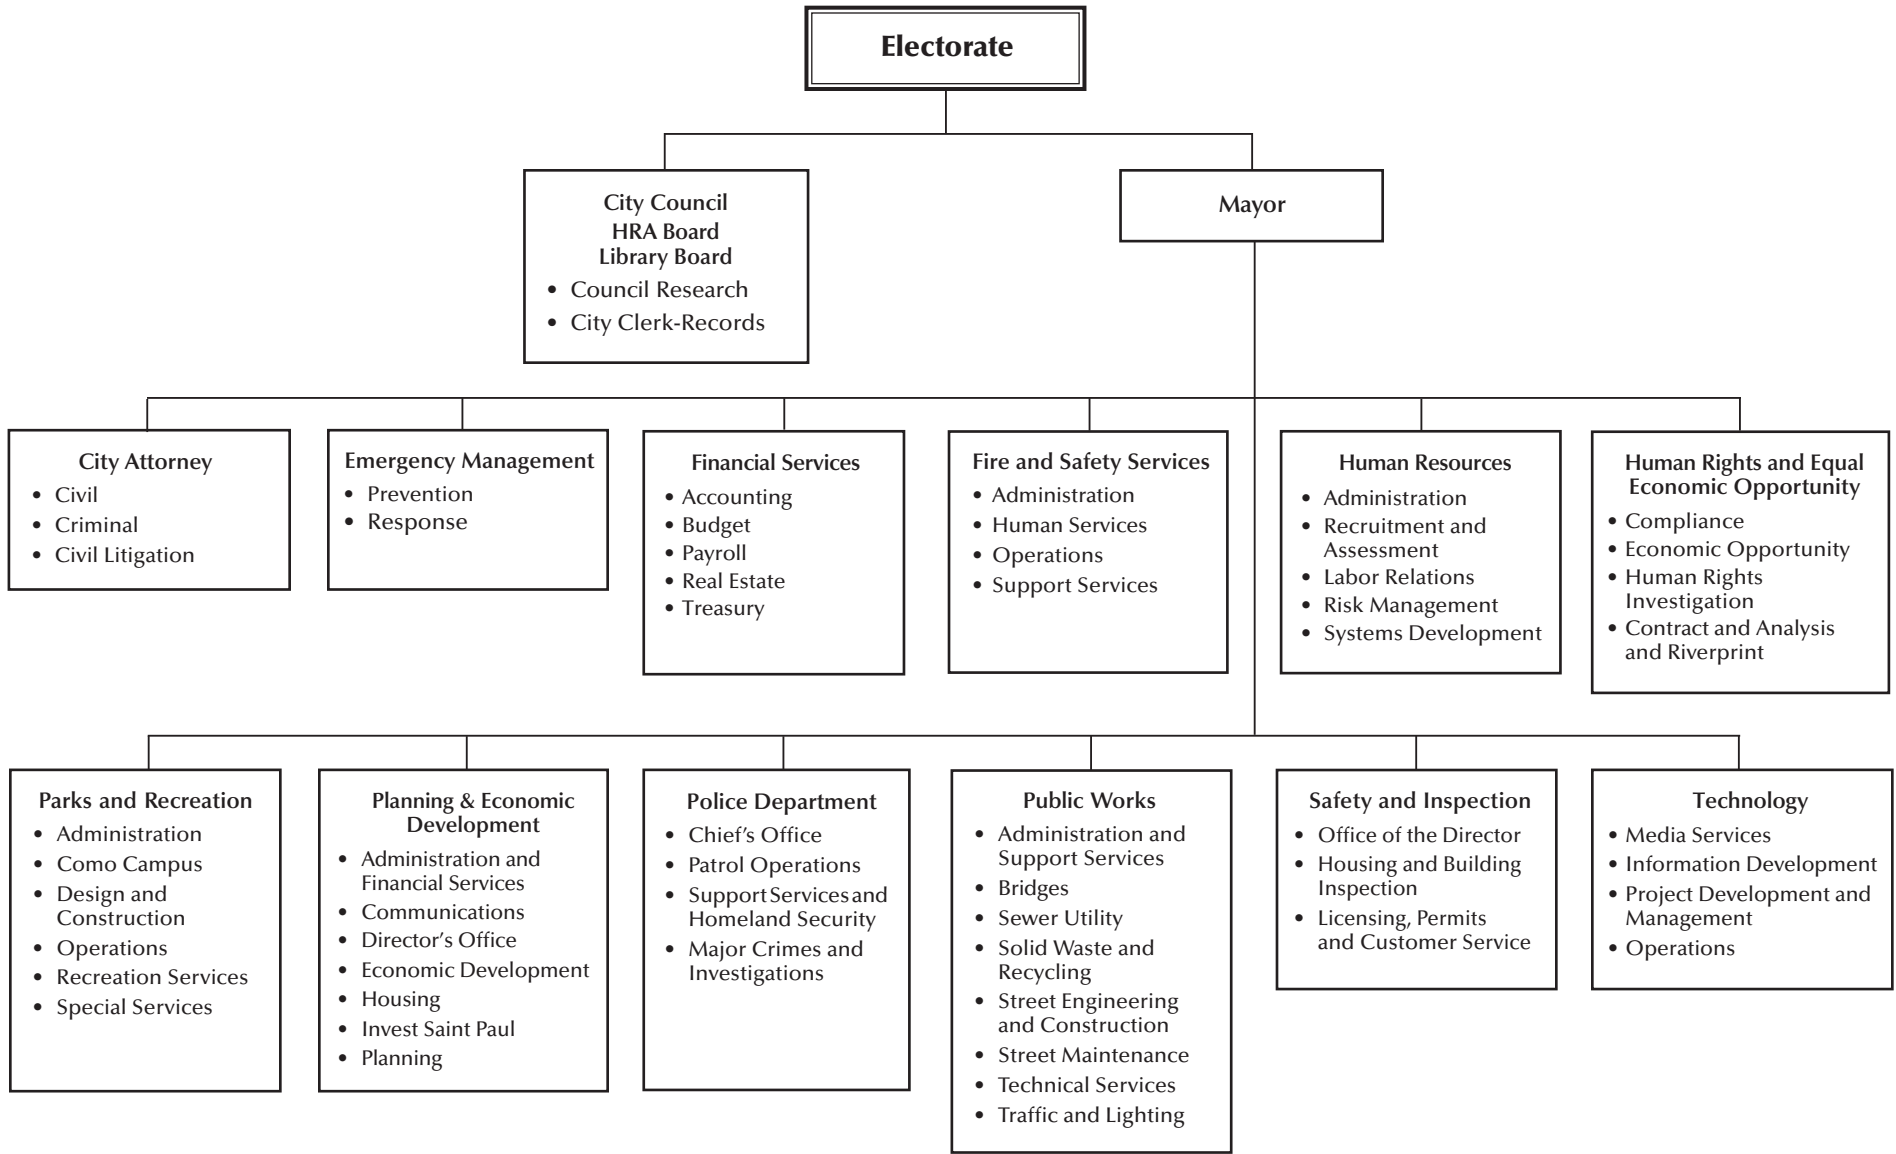 Electorate
City Council
HRA Board
Library Board
• Council Research
• City Clerk-Records
Mayor
City Attorney
• Civil
• Criminal
• Civil Litigation
Emergency Management
• Prevention
• Response
Financial Services
• Accounting
• Budget
• Payroll
• Real Estate
• Treasury
Fire and Safety Services
• Administration
• Human Services
• Operations
• Support Services
Human Resources
• Administration
• Recruitment and
Assessment
• Labor Relations
• Risk Management
• Systems Development
Human Rights and Equal
Economic Opportunity
• Compliance
• Economic Opportunity
• Human Rights
Investigation
• Contract and Analysis
and Riverprint
Parks and Recreation
• Administration
• Como Campus
• Design and
Construction
• Operations
• Recreation Services
• Special Services
Planning & Economic
Development
• Administration and
Financial Services
• Communications
• Director's Office
• Economic Development
• Housing
• Invest Saint Paul
• Planning
Police Department
• Chief's Office
• Patrol Operations
• Support Services and
Homeland Security
• Major Crimes and
Investigations
Public Works
• Administration and
Support Services
• Bridges
• Sewer Utility
• Solid Waste and
Recycling
• Street Engineering
and Construction
• Street Maintenance
• Technical Services
• Traffic and Lighting
Safety and Inspection
• Office of the Director
• Housing and Building
Inspection
• Licensing, Permits
and Customer Service
Technology
• Media Services
• Information Development
• Project Development and
Management
• Operations